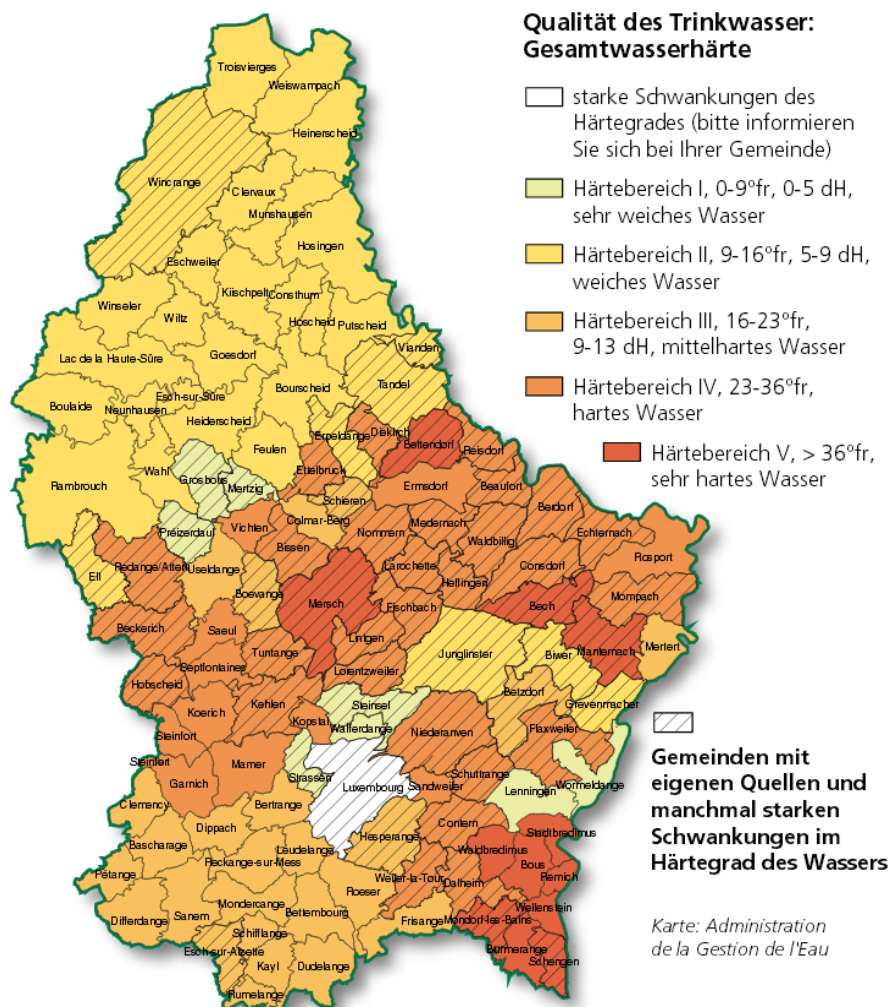 Qualität des Trinkwasser:
Gesamtwasserhärte
starke Schwankungen des
Härtegrades (bitte informieren
Sie sich bei Ihrer Gemeinde)
Härtebereich I, 0-9°fr, 0-5 dH,
sehr weiches Wasser
Härtebereich II, 9-16°fr, 5-9 dH,
weiches Wasser
Härtebereich III, 16-23°fr,
9-13 dH, mittelhartes Wasser
Härtebereich IV, 23-36°fr,
hartes Wasser
Härtebereich V, > 36°fr,
sehr hartes Wasser
Gemeinden mit
eigenen Quellen und
manchmal starken
Schwankungen im
Härtegrad des Wassers
Karte: Administration
de la Gestion de l'Eau
Troisvierges
Weiswampach
Heinerscheid
Wincrange
Clervaux
Munshausen
Hosingen
Eschweiler
Kiischpelt
Consthum
Winseler
Wiltz
Hoscheid
Putscheid
Vianden
Lac de la Haute-Sûre
Goesdorf
Tandel
Bourscheid
Esch-sur-Sûre
Boulaide
Neunhausen
Heiderscheid
Erpeldange
Diekirch
Bettendorf
Reisdorf
Feulen
Ettelbruck
Wahl
Grosbous
Mertzig
Rambrouch
Ermsdorf
Beaufort
Schieren
Berdorf
Colmar-Berg
Préizerdaul
Vichten
Nommern
Medernach
Echternach
Waldbillig
Rosport
Bissen
Redange/Attert
Useldange
Larochette
Consdorf
Ell
Boevange
Heffingen
Mompach
Mersch
Fischbach
Bech
Beckerich
Saeul
Lintgen
Manternach
Mertert
Tuntange
Junglinster
Biwer
Septfontaines
Lorentzweiler
Hobscheid
Betzdorf
Grevenmacher
Kehlen
Steinsel
Koerich
Kopstal
Walferdange
Niederanven
Flaxweiler
Steinfort
Steinfort
Mamer
Strassen
Schuttrange
Wormeldange
Garnich
Luxembourg
Sandweiler
Lenningen
Clemency
Bertrange
Contern
Stadtbredimus
Dippach
Hesperange
Waldbredimus
Bascharage
Leudelange
Bous
Reckange-sur-Mess
Remich
Pétange
Weiler-la-Tour
Dalheim
Roeser
Mondercange
Wellenstein
Bettembourg
Differdange
Sanem
Frisange
Mondorf-les-Bains
Schifflange
Esch-sur-Alzette
Burmerange
Kayl
Dudelange
Schengen
Rumelange